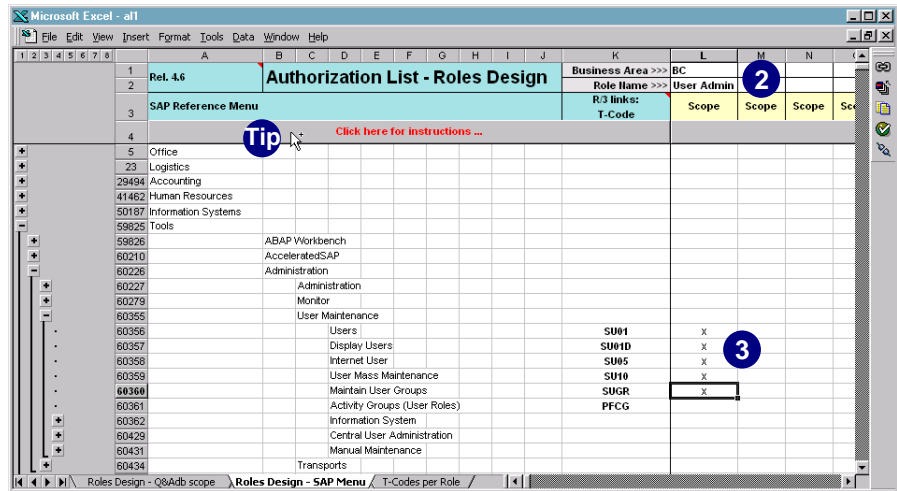 Microsoft Excel - al1
File Edit View Insert Format Tools Data Window Help
1 2 3 4 5 6 7 8 A B C D E F G H I J K L M N
1 Rel. 4.6 Authorization List - Roles Design Business Area >>> BC
2 Role Name >>> User Admin 2
3 SAP Reference Menu R/3 links: T-Code Scope Scope Scope Sco
4 Tip Click here for instructions ...
5 Office
23 Logistics
29494 Accounting
41462 Human Resources
50187 Information Systems
59825 Tools
59826 ABAP Workbench
60210 AcceleratedSAP
60226 Administration
60227 Administration
60279 Monitor
60355 User Maintenance
60356 Users SU01 x
60357 Display Users SU01D x 3
60358 Internet User SU05 x
60359 User Mass Maintenance SU10 x
60360 Maintain User Groups SUGR x
60361 Activity Groups (User Roles) PFCG
60362 Information System
60429 Central User Administration
60431 Manual Maintenance
60434 Transports
Roles Design - Q&Adb scope Roles Design - SAP Menu T-Codes per Role